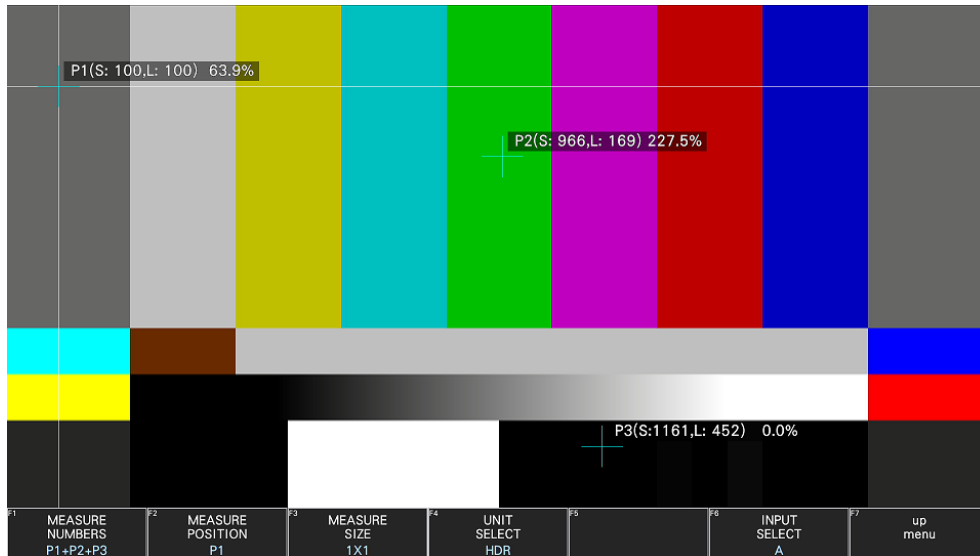 P1(S: 100,L: 100) 63.9%
P2(S: 966,L: 169) 227.5%
P3(S:1161,L: 452) 0.0%
F1 MEASURE NUMBERS P1+P2+P3
F2 MEASURE POSITION P1
F3 MEASURE SIZE 1X1
F4 UNIT SELECT HDR
F5
F6 INPUT SELECT A
F7 up menu